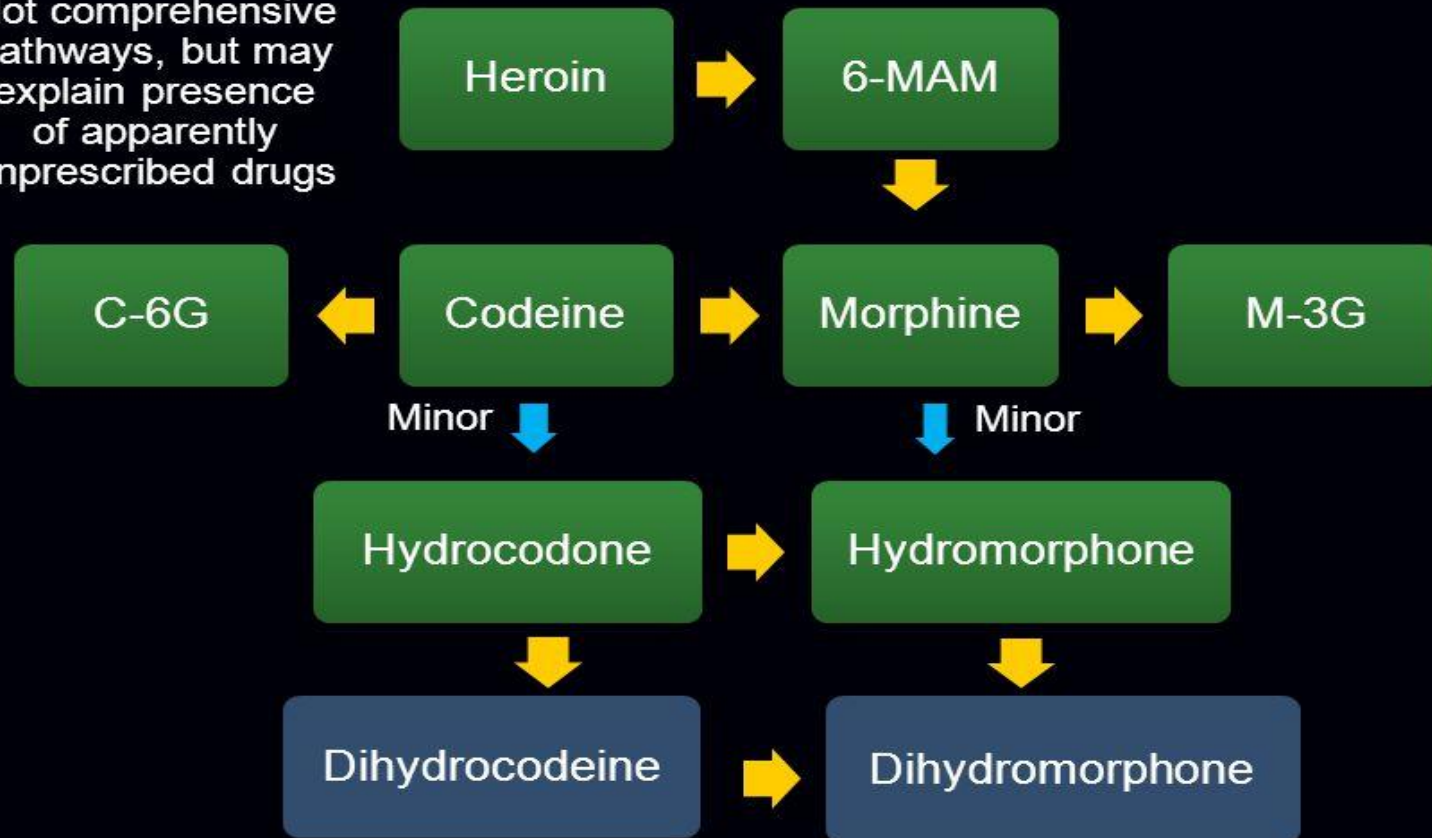 ot comprehensive
athways, but may
explain presence
of apparently
nprescribed drugs
Heroin
6-MAM
C-6G
Codeine
Morphine
M-3G
Minor
Minor
Hydrocodone
Hydromorphone
Dihydrocodeine
Dihydromorphone